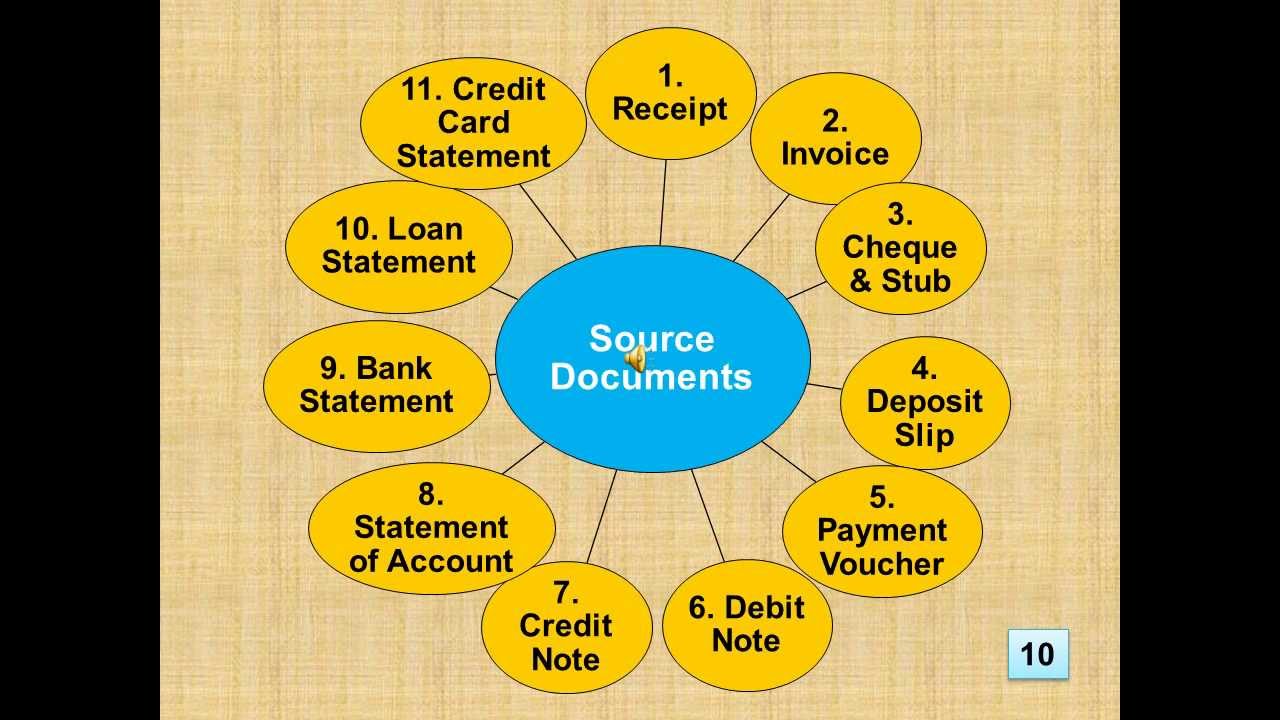 Source
Documents
1.
Receipt
2.
Invoice
3.
Cheque
& Stub
4.
Deposit
Slip
5.
Payment
Voucher
6. Debit
Note
7.
Credit
Note
8.
Statement
of Account
9. Bank
Statement
10. Loan
Statement
11. Credit
Card
Statement
10